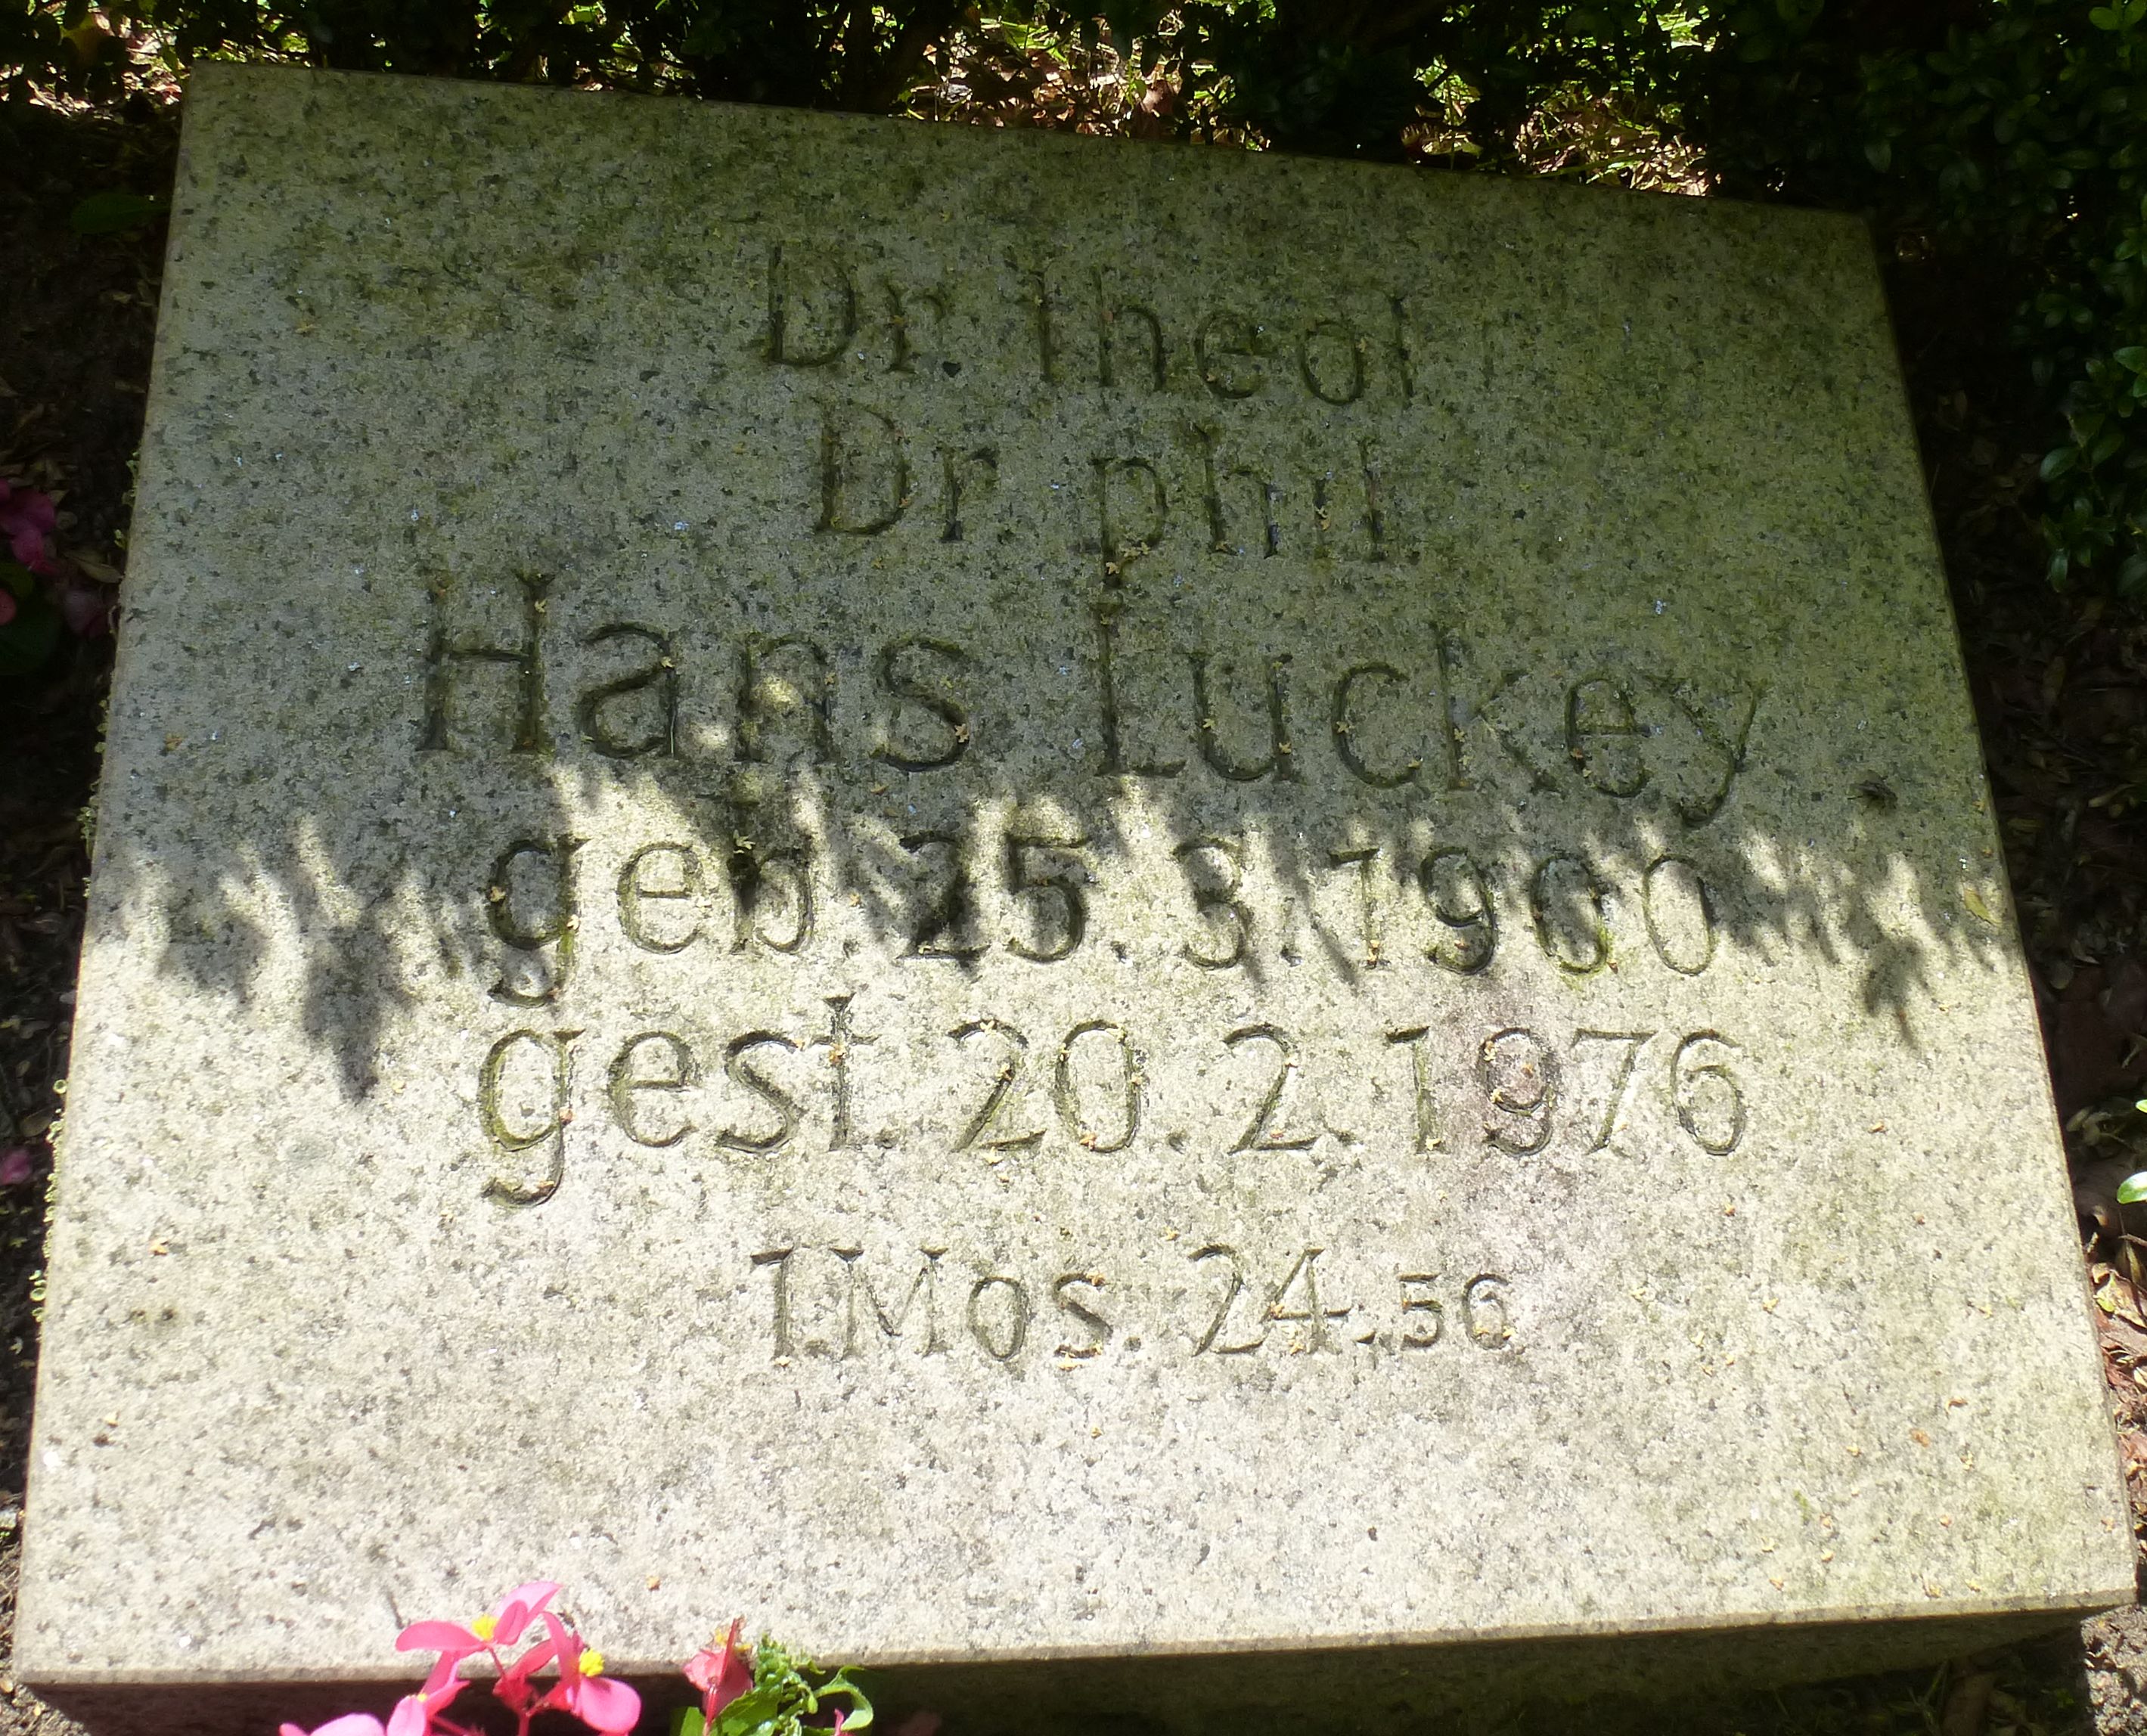 Dr. Theol
Dr phil
Hans Luckey
geb. 25. 3. 1900
gest. 20. 2. 1976
1.Mos. 24.56